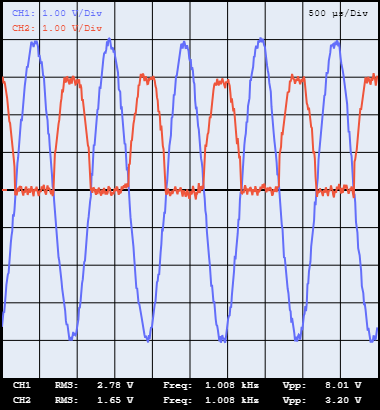 CH1: 1.00 V/Div 500 µs/Div
CH2: 1.00 V/Div
CH1 RMS: 2.78 V Freq: 1.008 kHz Vpp: 8.01 V
CH2 RMS: 1.65 V Freq: 1.008 kHz Vpp: 3.20 V